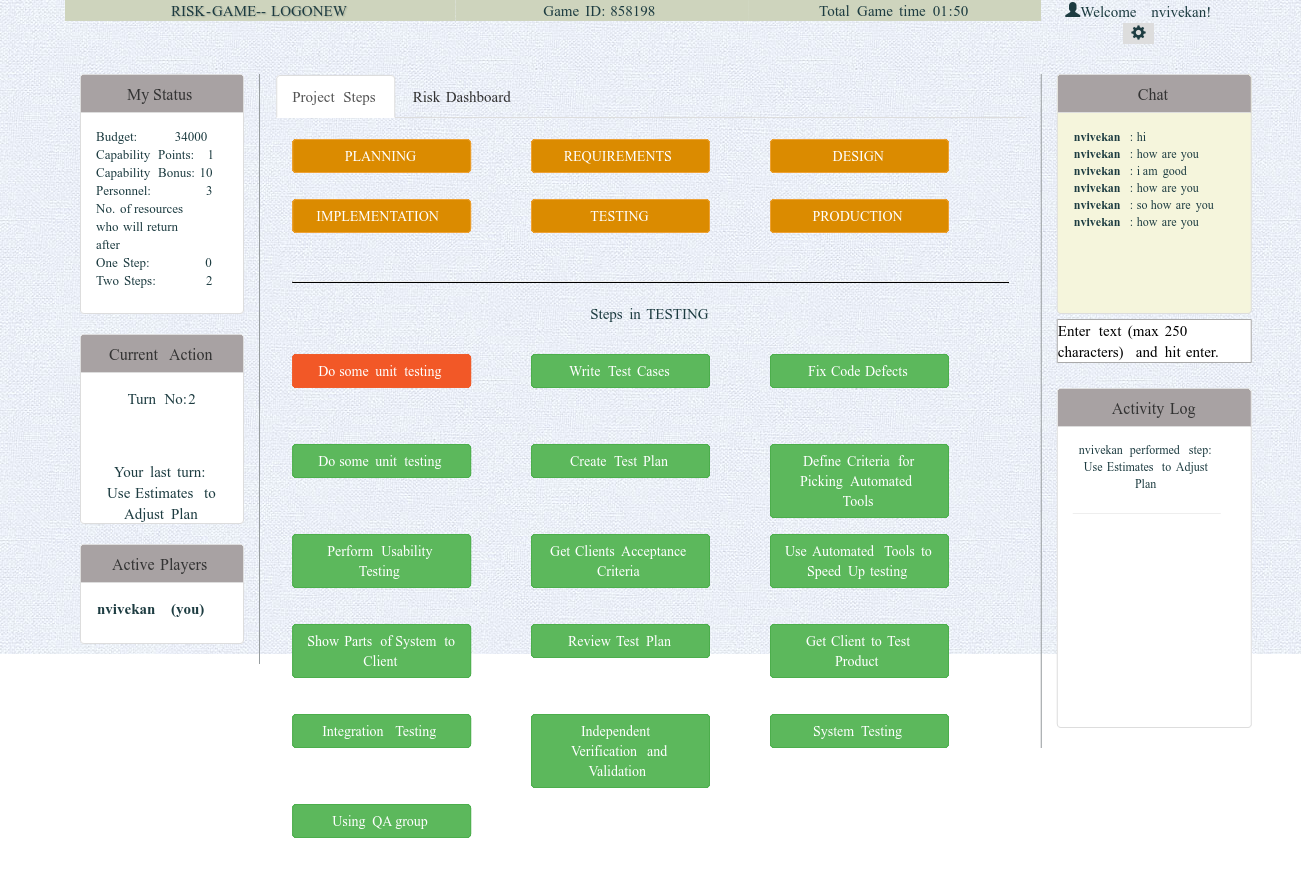 RISK-GAME-- LOGONEW Game ID: 858198 Total Game time 01:50 Welcome nvivekan!
My Status
Budget: 34000
Capability Points: 1
Capability Bonus: 10
Personnel: 3
No. of resources
who will return
after
One Step: 0
Two Steps: 2
Current Action
Turn No:2
Your last turn:
Use Estimates to
Adjust Plan
Active Players
nvivekan (you)
Project Steps Risk Dashboard
PLANNING REQUIREMENTS DESIGN
IMPLEMENTATION TESTING PRODUCTION
Steps in TESTING
Do some unit testing
Write Test Cases
Fix Code Defects
Do some unit testing
Create Test Plan
Define Criteria for
Picking Automated
Tools
Perform Usability
Testing
Get Clients Acceptance
Criteria
Use Automated Tools to
Speed Up testing
Show Parts of System to
Client
Review Test Plan
Get Client to Test
Product
Integration Testing
Independent
Verification and
Validation
System Testing
Using QA group
Chat
nvivekan : hi
nvivekan : how are you
nvivekan : i am good
nvivekan : how are you
nvivekan : so how are you
nvivekan : how are you
Enter text (max 250
characters) and hit enter.
Activity Log
nvivekan performed step:
Use Estimates to Adjust
Plan